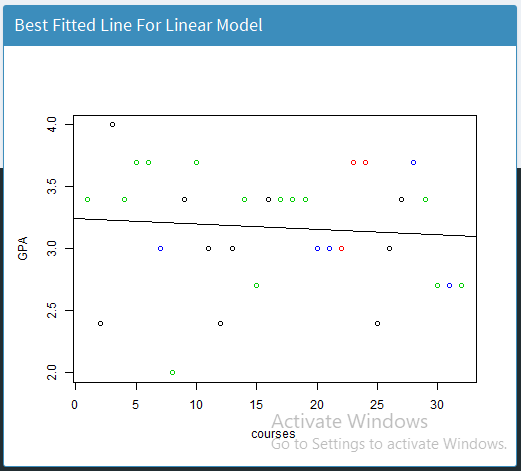 Best Fitted Line For Linear Model
4.0
3.5
3.0
2.5
2.0
GPA
0 5 10 15 20 25 30
courses
Activate Windows
Go to Settings to activate Windows.